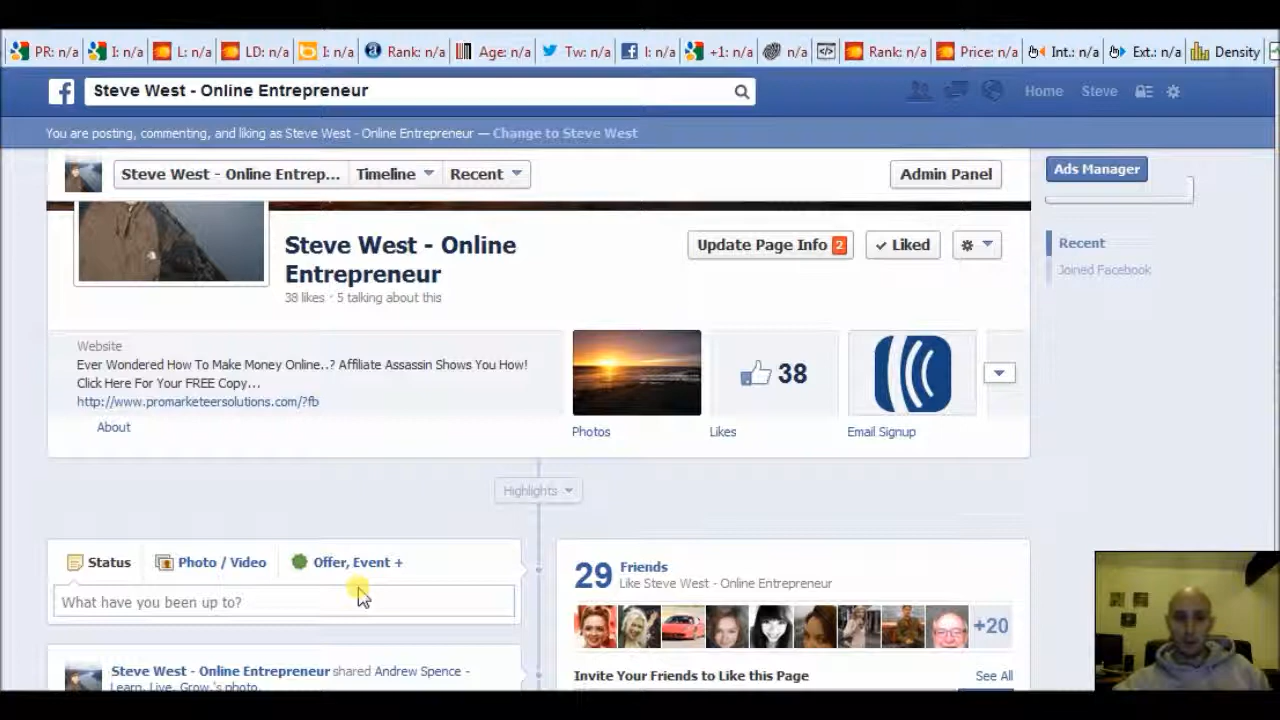 PR: n/a I: n/a L: n/a LD: n/a I: n/a Rank: n/a Age: n/a Tw: n/a I: n/a +1: n/a n/a Rank: n/a Price: n/a Int.: n/a Ext.: n/a Density
Steve West - Online Entrepreneur
Home Steve
You are posting, commenting, and liking as Steve West - Online Entrepreneur — Change to Steve West
Steve West - Online Entrep... Timeline Recent Admin Panel
Ads Manager
Steve West - Online
Entrepreneur
Update Page Info 2 Liked
38 likes · 5 talking about this
Recent
Joined Facebook
Website
Ever Wondered How To Make Money Online..? Affiliate Assassin Shows You How!
Click Here For Your FREE Copy...
http://www.promarketeersolutions.com/?fb
About
38
Photos Likes Email Signup
Highlights
Status Photo / Video Offer, Event +
What have you been up to?
29 Friends
Like Steve West - Online Entrepreneur
+20
Invite Your Friends to Like this Page See All
Steve West - Online Entrepreneur shared Andrew Spence -
Learn. Live. Grow.'s photo.